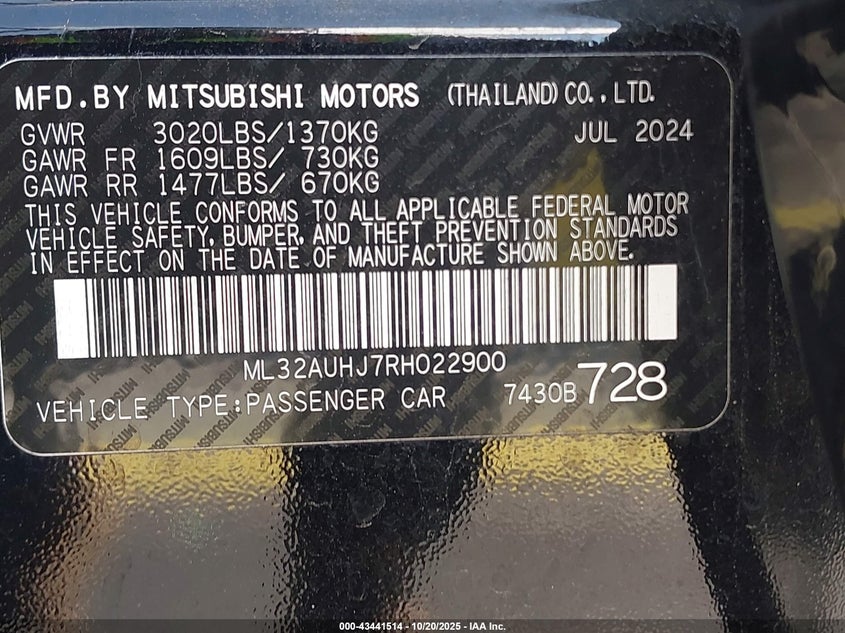 MFD.BY MITSUBISHI MOTORS (THAILAND)CO.,LTD.
GVWR 3020LBS/1370KG JUL 2024
GAWR FR 1609LBS/ 730KG
GAWR RR 1477LBS/ 670KG
THIS VEHICLE CONFORMS TO ALL APPLICABLE FEDERAL MOTOR
VEHICLE SAFETY, BUMPER, AND THEFT PREVENTION STANDARDS
IN EFFECT ON THE DATE OF MANUFACTURE SHOWN ABOVE.
ML32AUHJ7RH022900
VEHICLE TYPE:PASSENGER CAR 7430B 728
000-43441514 - 10/20/2025 - IAA Inc.